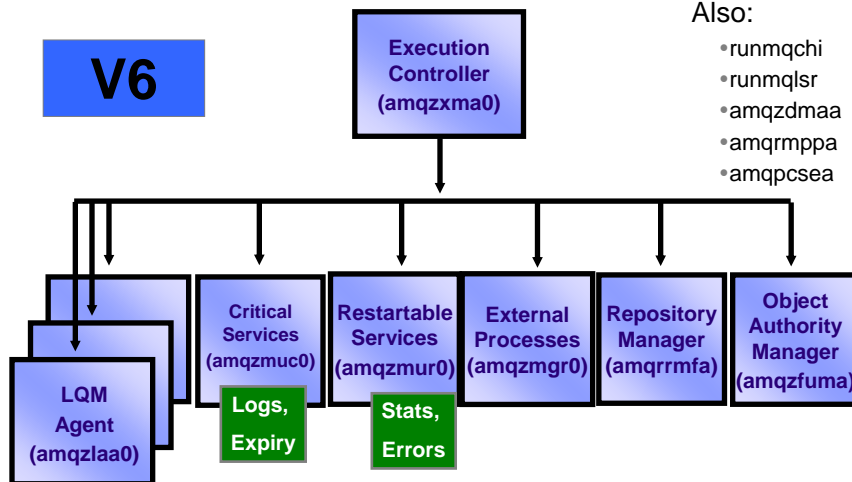 V6
Execution
Controller
(amqzxma0)
Also:
•runmqchi
•runmqlsr
•amqzdmaa
•amqrmppa
•amqpcsea
LQM
Agent
(amqzlaa0)
Critical
Services
(amqzmuc0)
Logs,
Expiry
Restartable
Services
(amqzmur0)
Stats,
Errors
External
Processes
(amqzmgr0)
Repository
Manager
(amqrrmfa)
Object
Authority
Manager
(amqzfuma)